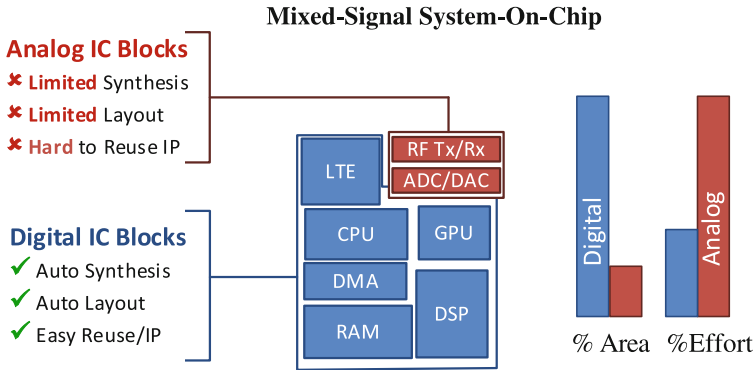 Mixed-Signal System-On-Chip
Analog IC Blocks
✘ Limited Synthesis
✘ Limited Layout
✘ Hard to Reuse IP
Digital IC Blocks
✓ Auto Synthesis
✓ Auto Layout
✓ Easy Reuse/IP
LTE
RF Tx/Rx
ADC/DAC
CPU
GPU
DMA
DSP
RAM
Digital
Analog
% Area
%Effort